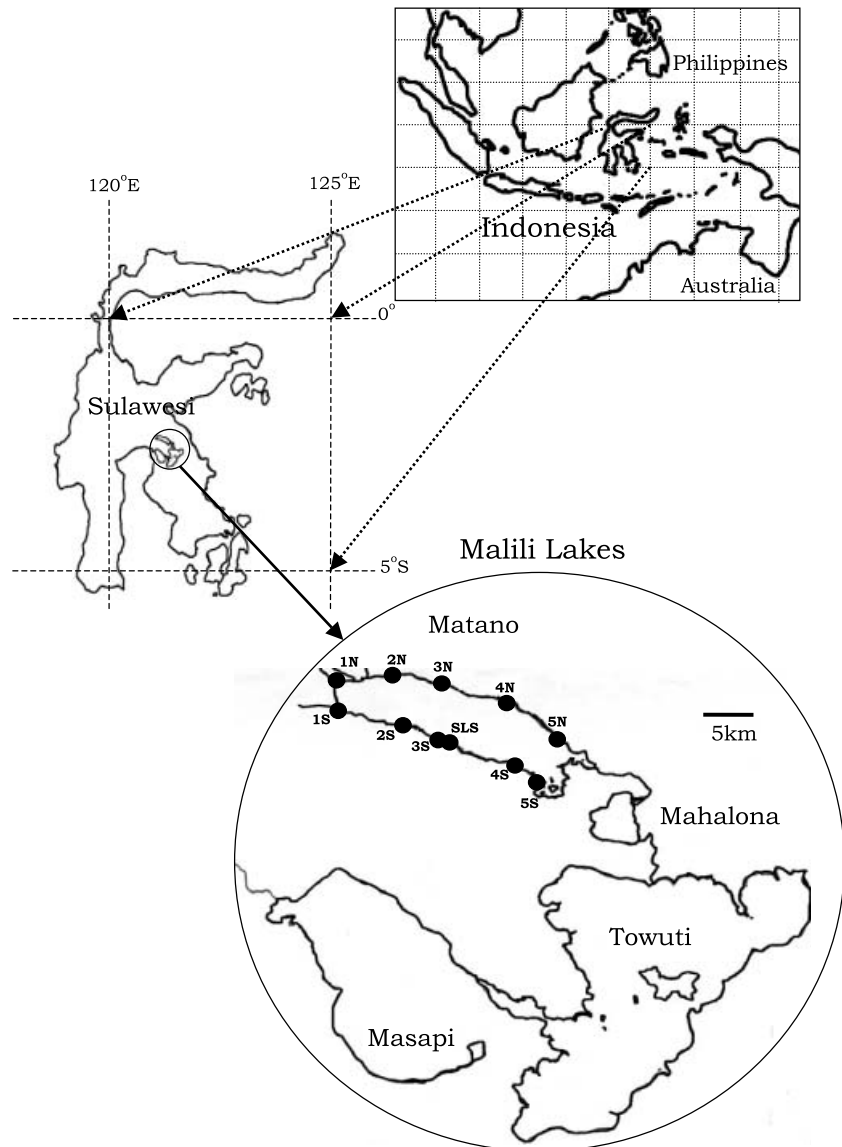 Philippines
Indonesia
Australia
120°E
125°E
0°
Sulawesi
5°S
Malili Lakes
Matano
1N
2N
3N
4N
5N
1S
2S
3S
SLS
4S
5S
5km
Mahalona
Towuti
Masapi